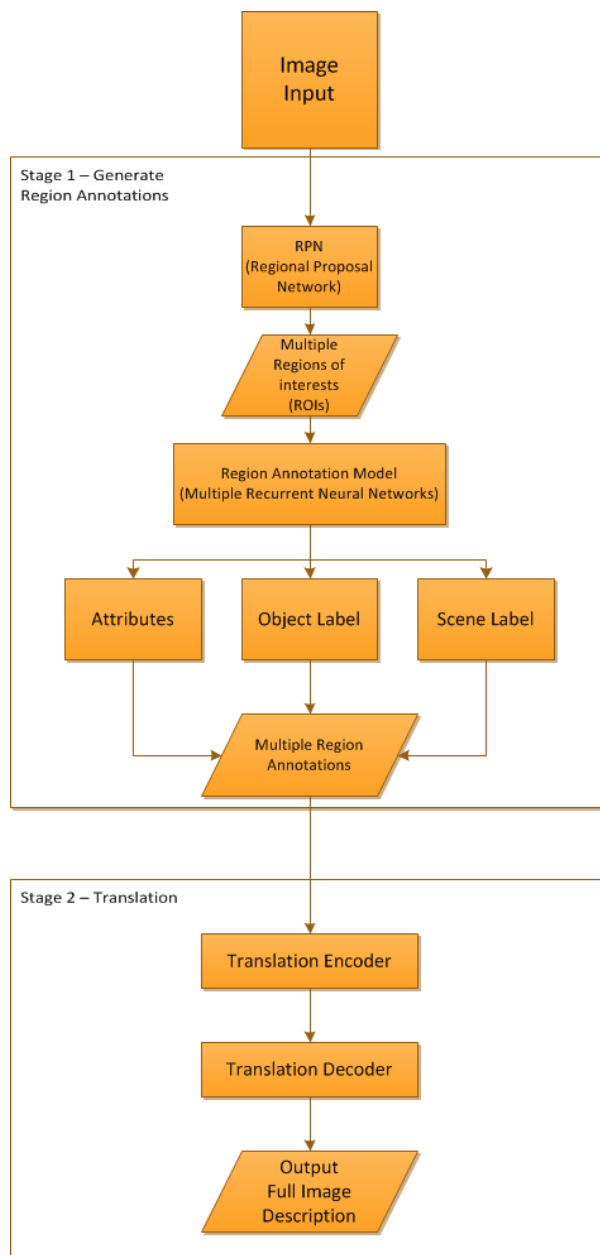 Image
Input
Stage 1 – Generate
Region Annotations
RPN
(Regional Proposal
Network)
Multiple
Regions of
interests
(ROIs)
Region Annotation Model
(Multiple Recurrent Neural Networks)
Attributes
Object Label
Scene Label
Multiple Region
Annotations
Stage 2 – Translation
Translation Encoder
Translation Decoder
Output
Full Image
Description